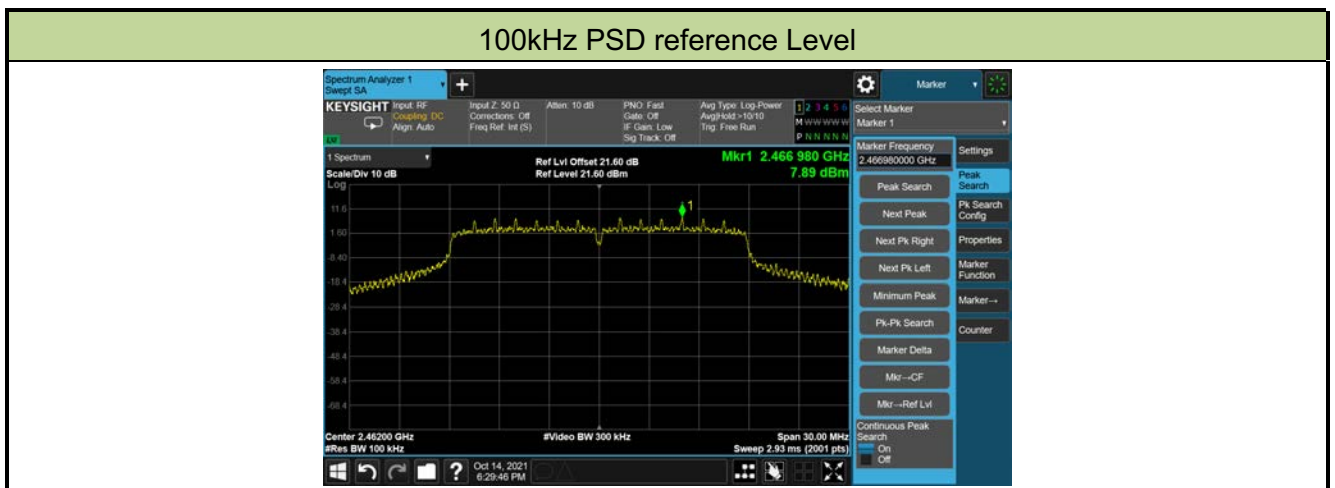 100kHz PSD reference Level
Spectrum Analyzer 1
Swept SA
+
Marker
KEYSIGHT Input: RF
Coupling: DC
Align: Auto
Input Z: 50 Ω
Corrections: Off
Freq Ref: Int (S)
Atten: 10 dB
PNO: Fast
Gate: Off
IF Gain: Low
Sig Track: Off
Avg Type: Log-Power
Avg|Hold:>10/10
Trig: Free Run
1 2 3 4 5 6
M W W W W W
P N N N N N
Select Marker
Marker 1
Marker Frequency
2.466980000 GHz
Peak Search
Next Peak
Next Pk Right
Next Pk Left
Minimum Peak
Pk-Pk Search
Marker Delta
Mkr→CF
Mkr→Ref Lvl
Continuous Peak
Search
On
Off
Settings
Peak
Search
Pk Search
Config
Properties
Marker
Function
Marker→
Counter
1 Spectrum
Scale/Div 10 dB
Log
Ref Lvl Offset 21.60 dB
Ref Level 21.60 dBm
Mkr1 2.466 980 GHz
7.89 dBm
1
11.6
1.60
-8.40
-18.4
-28.4
-38.4
-48.4
-58.4
-68.4
Center 2.46200 GHz
#Res BW 100 kHz
#Video BW 300 kHz
Span 30.00 MHz
Sweep 2.93 ms (2001 pts)
?
Oct 14, 2021
6:29:46 PM